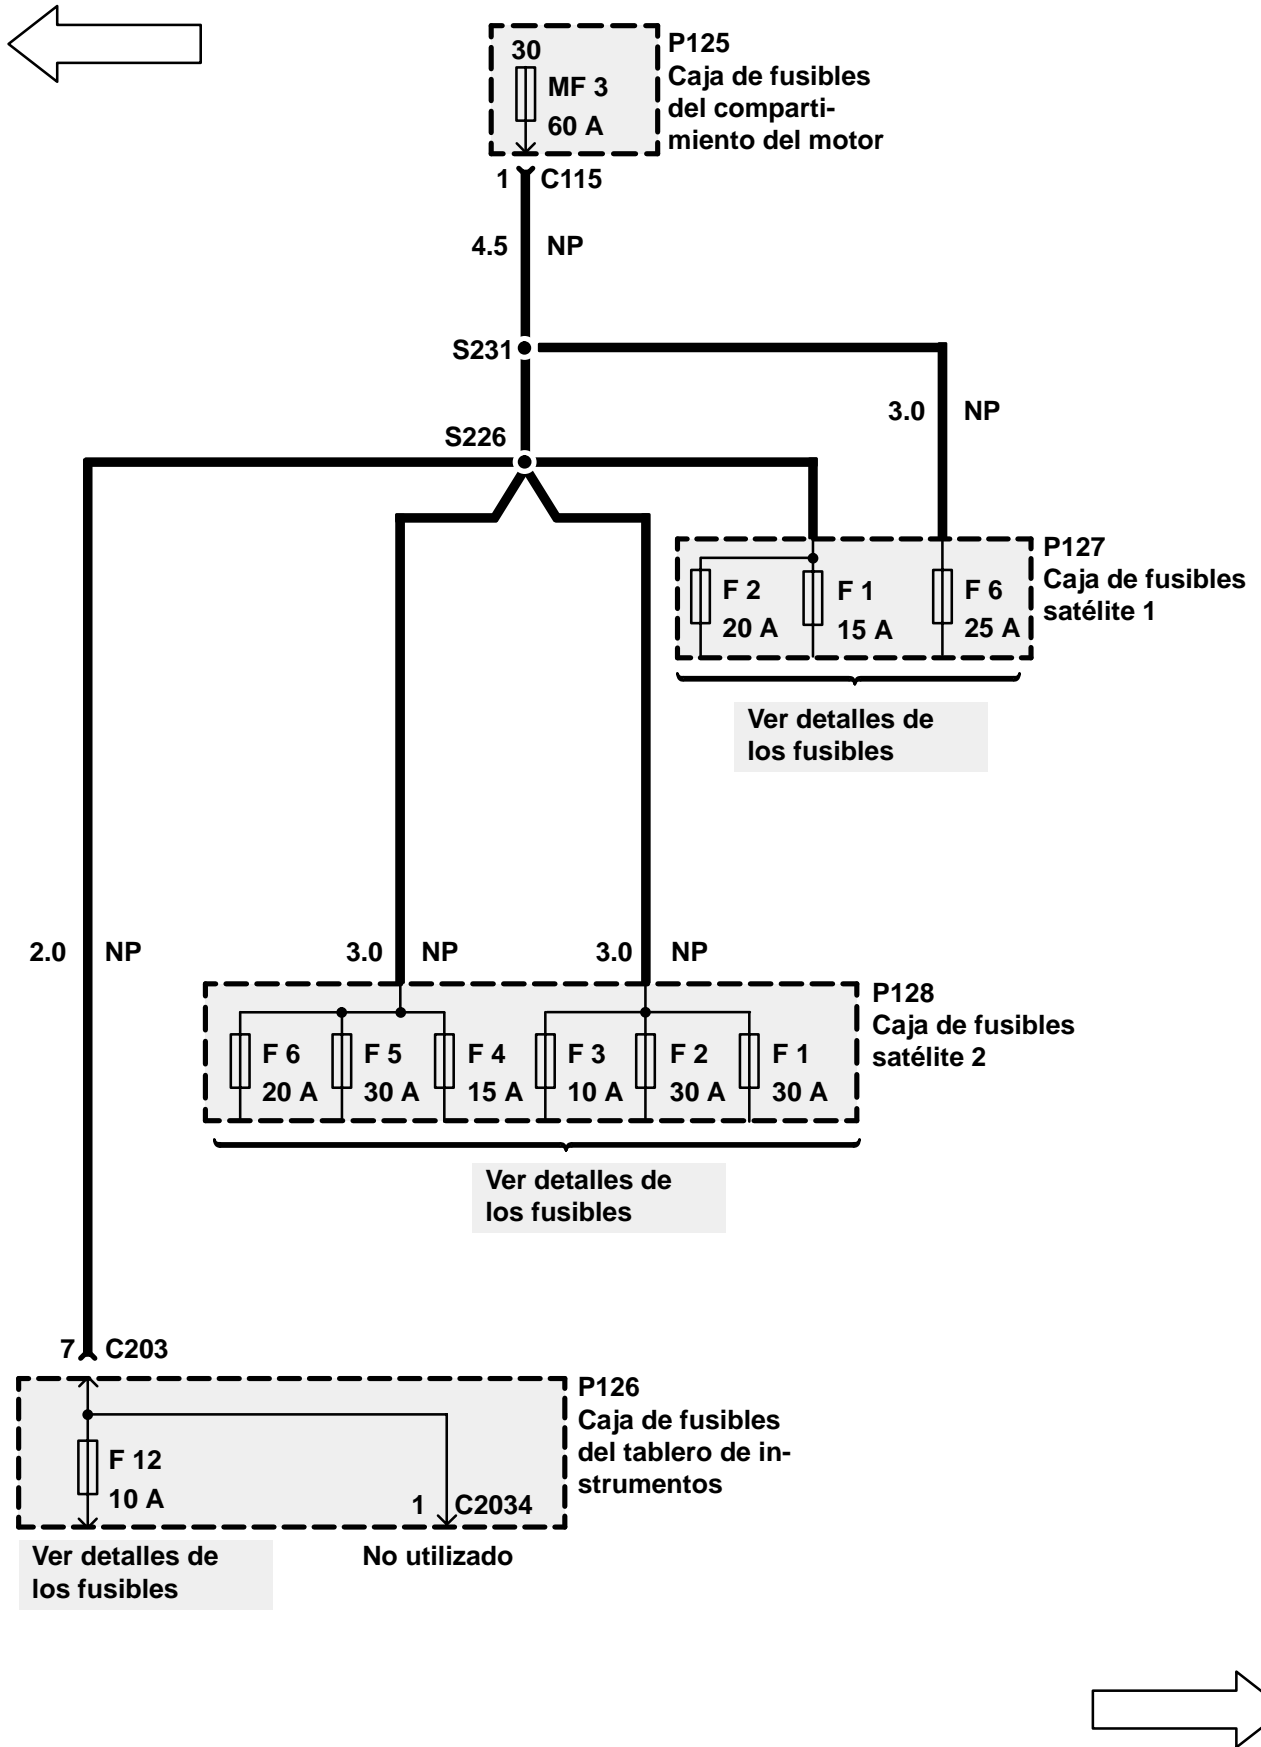 30
MF 3
60 A
P125
Caja de fusibles
del comparti-
miento del motor
1 C115
4.5 NP
S231
3.0 NP
S226
P127
Caja de fusibles
satélite 1
F 2
20 A
F 1
15 A
F 6
25 A
Ver detalles de
los fusibles
2.0 NP
3.0 NP
3.0 NP
P128
Caja de fusibles
satélite 2
F 6
20 A
F 5
30 A
F 4
15 A
F 3
10 A
F 2
30 A
F 1
30 A
Ver detalles de
los fusibles
7 C203
P126
Caja de fusibles
del tablero de in-
strumentos
F 12
10 A
1 C2034
Ver detalles de
los fusibles
No utilizado